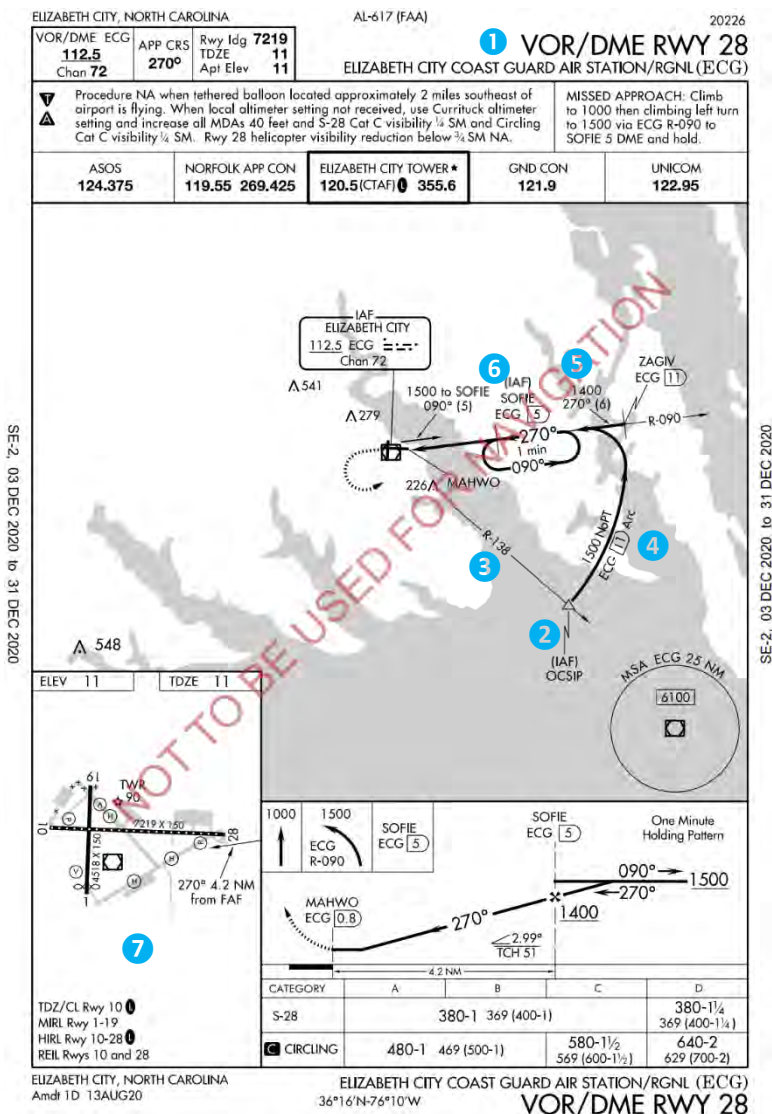 ELIZABETH CITY, NORTH CAROLINA
AL-617 (FAA)
20226
VOR/DME ECG
112.5
Chan 72
APP CRS
270°
Rwy ldg 7219
TDZE 11
Apt Elev 11
1 VOR/DME RWY 28
ELIZABETH CITY COAST GUARD AIR STATION/RGNL (ECG)
T
A
Procedure NA when tethered balloon located approximately 2 miles southeast of
airport is flying. When local altimeter setting not received, use Currituck altimeter
setting and increase all MDAs 40 feet and S-28 Cat C visibility ¼ SM and Circling
Cat C visibility ¼ SM. Rwy 28 helicopter visibility reduction below ¾ SM NA.
MISSED APPROACH: Climb
to 1000 then climbing left turn
to 1500 via ECG R-090 to
SOFIE 5 DME and hold.
ASOS
124.375
NORFOLK APP CON
119.55 269.425
ELIZABETH CITY TOWER★
120.5 (CTAF) L 355.6
GND CON
121.9
UNICOM
122.95
IAF
ELIZABETH CITY
112.5 ECG
Chan 72
541
279
1500 to SOFIE
090° (5)
6
(IAF)
SOFIE
ECG 5
5
1400
270° (6)
ZAGIV
ECG 11
R-090
270°
1 min
090°
226
MAHWO
R-138
3
1500 NoPT
ECG 11 Arc
4
2
(IAF)
OCSIP
548
MSA ECG 25 NM
6100
NOT TO BE USED FOR NAVIGATION
SE-2, 03 DEC 2020 to 31 DEC 2020
SE-2, 03 DEC 2020 to 31 DEC 2020
ELEV 11
TDZE 11
19
TWR
90
10
7219 X 150
28
4518 X 150
P
A
H
H
H
V
1
270° 4.2 NM
from FAF
7
TDZ/CL Rwy 10 L
MIRL Rwy 1-19
HIRL Rwy 10-28 L
REIL Rwys 10 and 28
1000
1500
ECG
R-090
SOFIE
ECG 5
SOFIE
ECG 5
One Minute
Holding Pattern
090°
1500
270°
1400
MAHWO
ECG 0.8
270°
2.99°
TCH 51
4.2 NM
CATEGORY A B C D
S-28 380-1 369 (400-1) 380-1¼ 369 (400-1¼)
C CIRCLING 480-1 469 (500-1) 580-1½ 569 (600-1½) 640-2 629 (700-2)
ELIZABETH CITY, NORTH CAROLINA
Amdt 1D 13AUG20
36°16'N-76°10'W
ELIZABETH CITY COAST GUARD AIR STATION/RGNL (ECG)
VOR/DME RWY 28